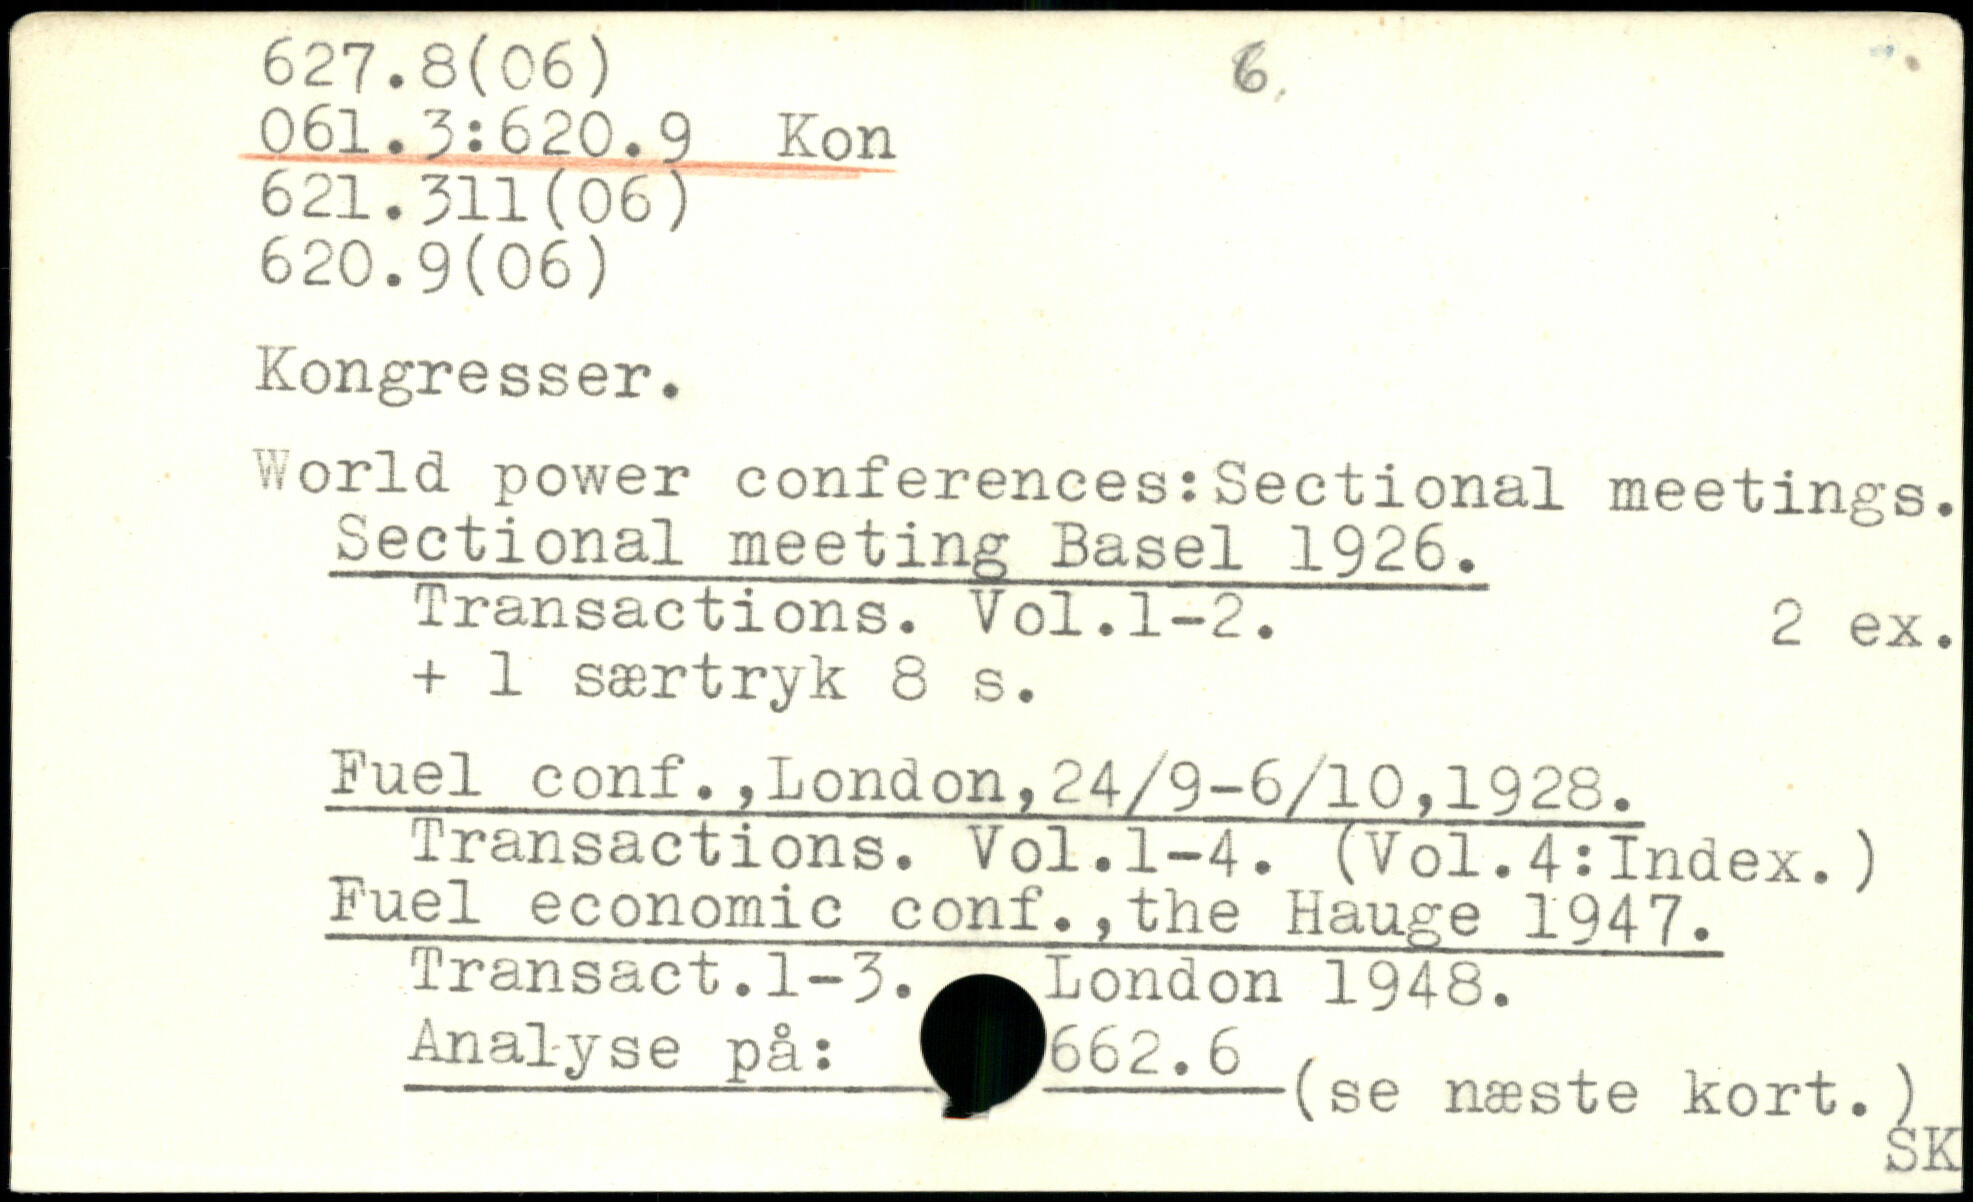 627.8(06)
6.
061.3:620.9 Kon
621.311(06)
620.9(06)
Kongresser.
World power conferences:Sectional meetings.
Sectional meeting Basel 1926.
Transactions. Vol.1-2. 2 ex.
+ 1 særtryk 8 s.
Fuel conf.,London,24/9-6/10,1928.
Transactions. Vol.1-4. (Vol.4:Index.)
Fuel economic conf.,the Hauge 1947.
Transact.1-3. London 1948.
Analyse på: 662.6
(se næste kort.)
SK